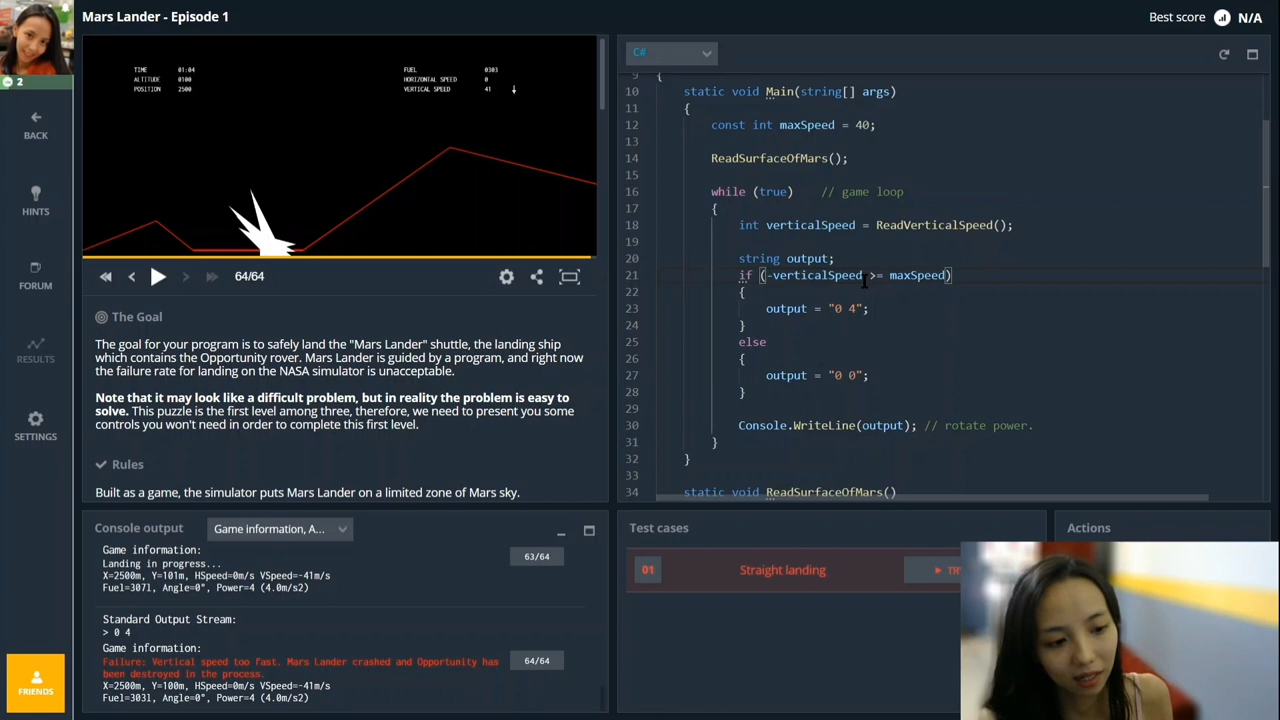 Mars Lander - Episode 1
Best score N/A
2
BACK
HINTS
FORUM
RESULTS
SETTINGS
FRIENDS
TIME 01:04
ALTITUDE 0100
POSITION 2500
FUEL 0303
HORIZONTAL SPEED 0
VERTICAL SPEED 41
64/64
The Goal
The goal for your program is to safely land the "Mars Lander" shuttle, the landing ship
which contains the Opportunity rover. Mars Lander is guided by a program, and right now
the failure rate for landing on the NASA simulator is unacceptable.
Note that it may look like a difficult problem, but in reality the problem is easy to
solve. This puzzle is the first level among three, therefore, we need to present you some
controls you won't need in order to complete this first level.
Rules
Built as a game, the simulator puts Mars Lander on a limited zone of Mars sky.
Console output
Game information, A...
Game information:
Landing in progress...
X=2500m, Y=101m, HSpeed=0m/s VSpeed=-41m/s
Fuel=307l, Angle=0°, Power=4 (4.0m/s2)
63/64
Standard Output Stream:
> 0 4
Game information:
Failure: Vertical speed too fast. Mars Lander crashed and Opportunity has
been destroyed in the process.
X=2500m, Y=100m, HSpeed=0m/s VSpeed=-41m/s
Fuel=303l, Angle=0°, Power=4 (4.0m/s2)
64/64
C#
9 {
10 static void Main(string[] args)
11 {
12 const int maxSpeed = 40;
13
14 ReadSurfaceOfMars();
15
16 while (true) // game loop
17 {
18 int verticalSpeed = ReadVerticalSpeed();
19
20 string output;
21 if (-verticalSpeed >= maxSpeed)
22 {
23 output = "0 4";
24 }
25 else
26 {
27 output = "0 0";
28 }
29
30 Console.WriteLine(output); // rotate power.
31 }
32 }
33
34 static void ReadSurfaceOfMars()
Test cases
01 Straight landing
Actions